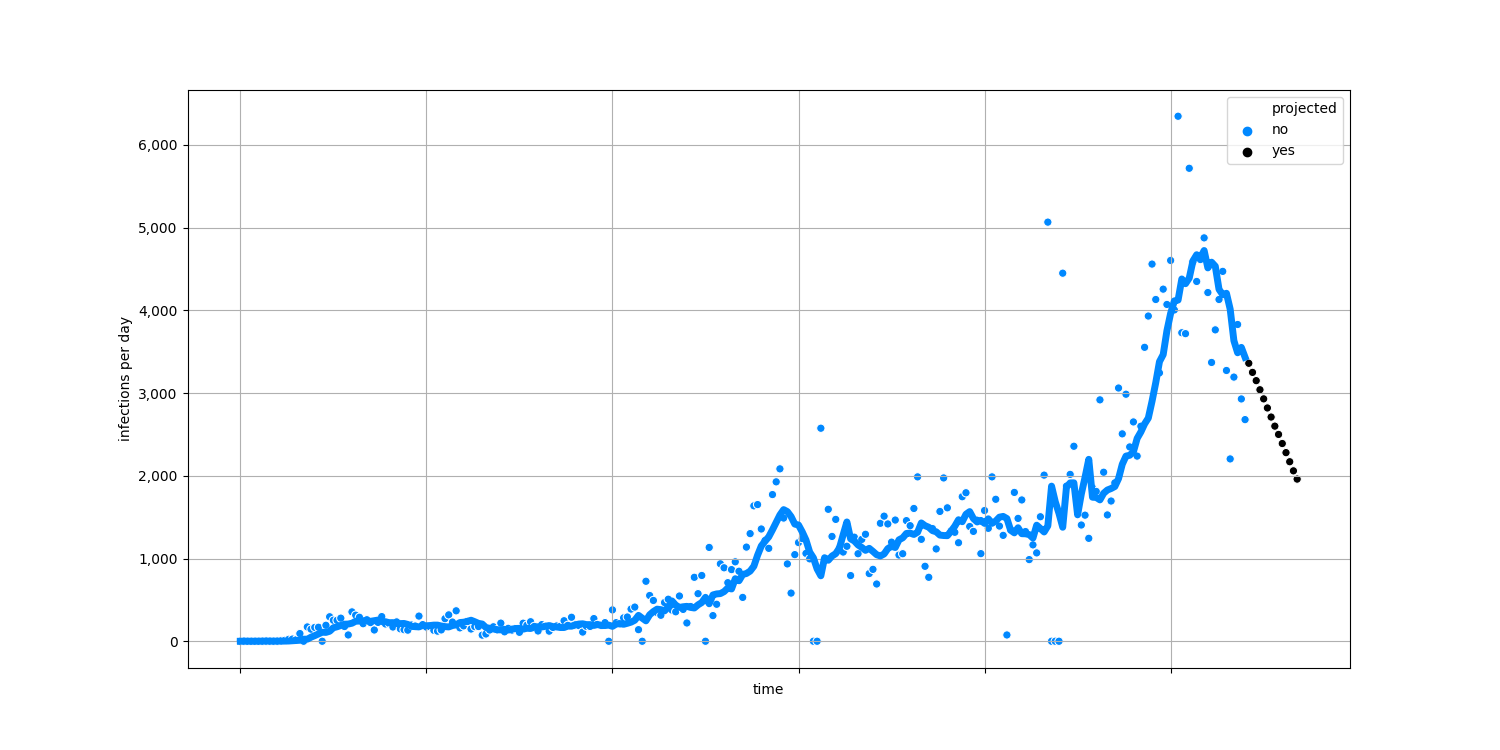 projected
no
yes
6,000
5,000
4,000
3,000
2,000
1,000
0
infections per day
time